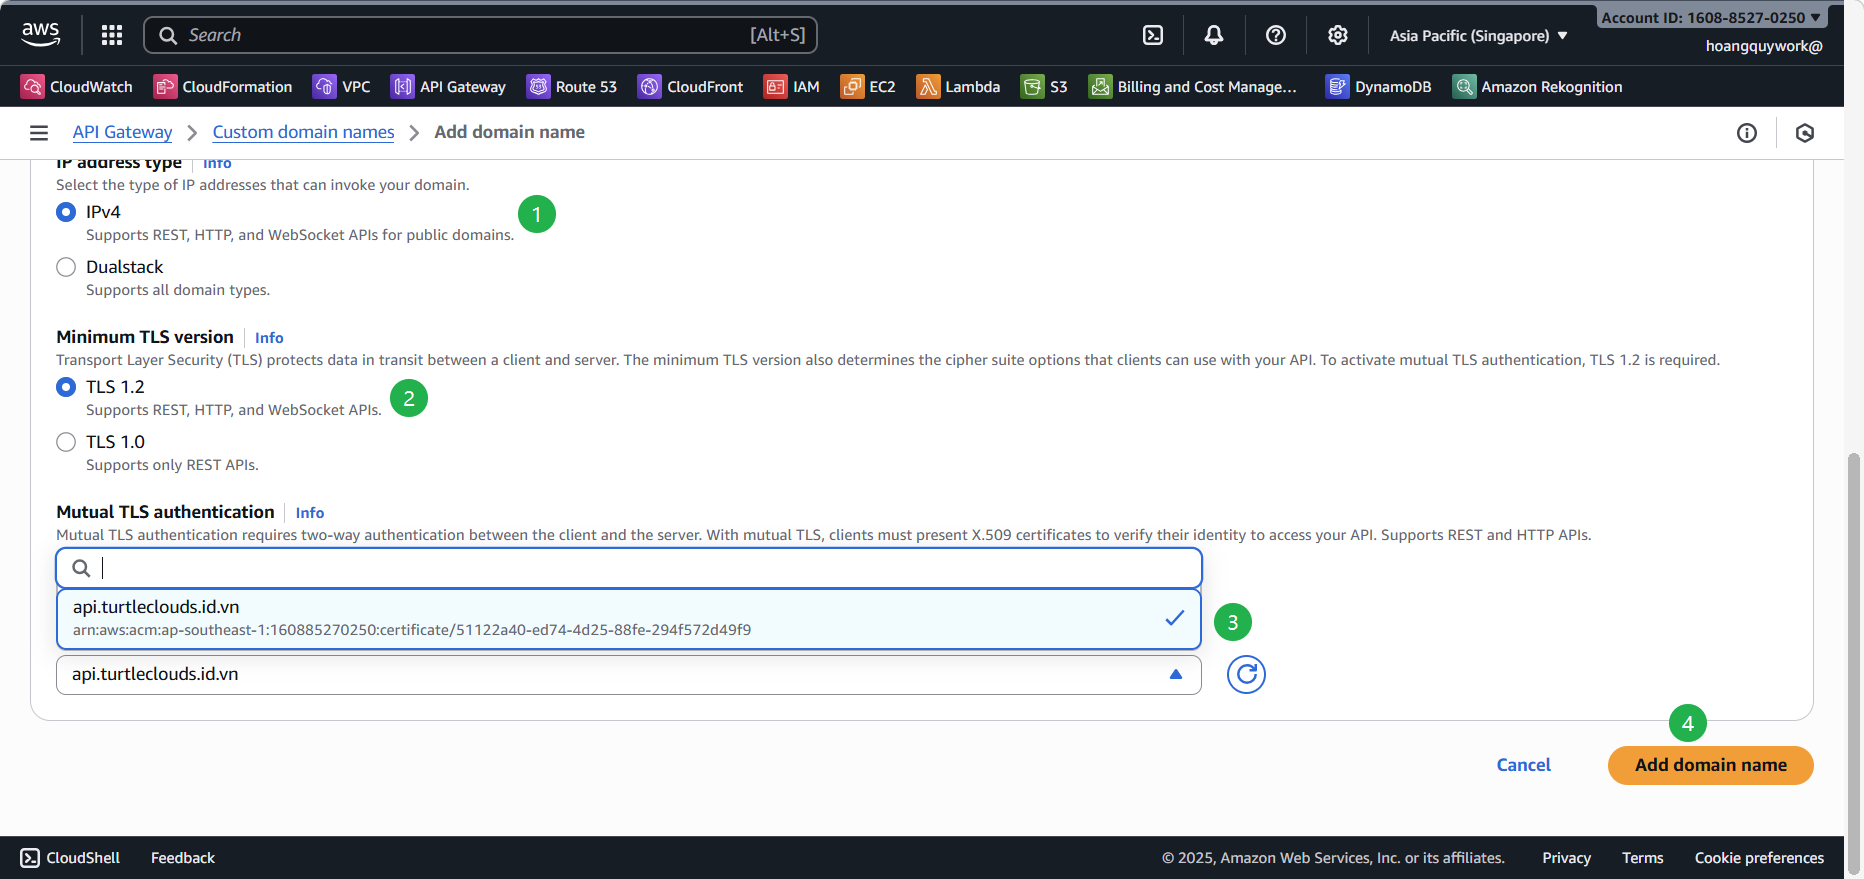 aws
Search [Alt+S]
Asia Pacific (Singapore) ▼
Account ID: 1608-8527-0250 ▼
hoangquywork@
CloudWatch CloudFormation VPC API Gateway Route 53 CloudFront IAM EC2 Lambda S3 Billing and Cost Manage... DynamoDB Amazon Rekognition
API Gateway > Custom domain names > Add domain name
IP address type Info
Select the type of IP addresses that can invoke your domain.
IPv4
Supports REST, HTTP, and WebSocket APIs for public domains.
1
Dualstack
Supports all domain types.
Minimum TLS version Info
Transport Layer Security (TLS) protects data in transit between a client and server. The minimum TLS version also determines the cipher suite options that clients can use with your API. To activate mutual TLS authentication, TLS 1.2 is required.
TLS 1.2
Supports REST, HTTP, and WebSocket APIs.
2
TLS 1.0
Supports only REST APIs.
Mutual TLS authentication Info
Mutual TLS authentication requires two-way authentication between the client and the server. With mutual TLS, clients must present X.509 certificates to verify their identity to access your API. Supports REST and HTTP APIs.
api.turtleclouds.id.vn
arn:aws:acm:ap-southeast-1:160885270250:certificate/51122a40-ed74-4d25-88fe-294f572d49f9
3
api.turtleclouds.id.vn
4
Cancel Add domain name
CloudShell Feedback © 2025, Amazon Web Services, Inc. or its affiliates. Privacy Terms Cookie preferences